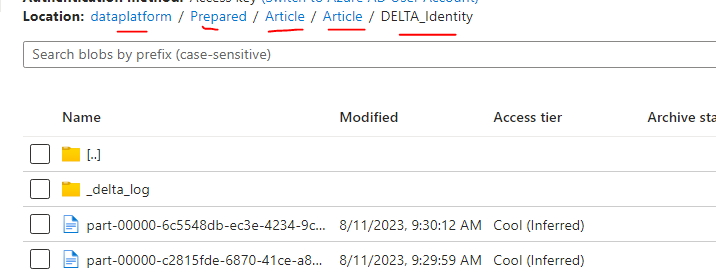 Authentication method: Access key (Switch to Azure AD User Account)
Location: dataplatform / Prepared / Article / Article / DELTA_Identity
Search blobs by prefix (case-sensitive)
Name Modified Access tier Archive sta
[..]
_delta_log
part-00000-6c5548db-ec3e-4234-9c... 8/11/2023, 9:30:12 AM Cool (Inferred)
part-00000-c2815fde-6870-41ce-a8... 8/11/2023, 9:29:59 AM Cool (Inferred)